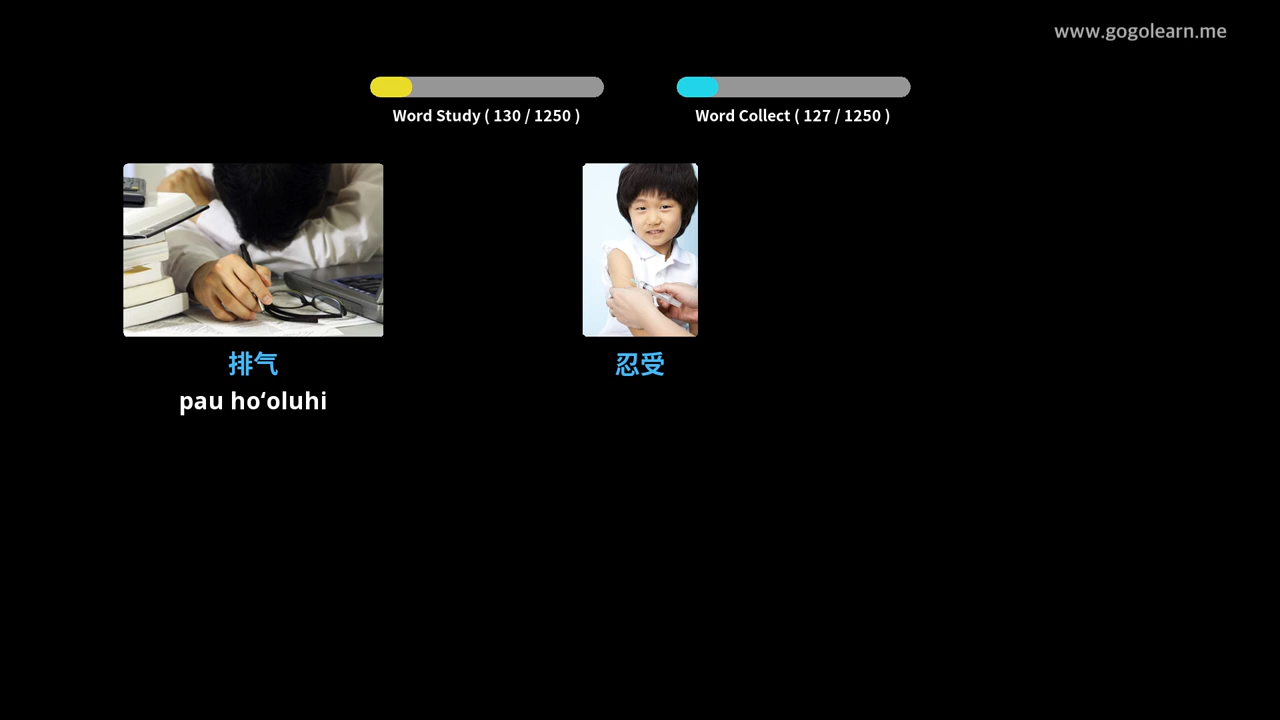 www.gogolearn.me
Word Study ( 130 / 1250 )
Word Collect ( 127 / 1250 )
排气
pau hoʻoluhi
忍受